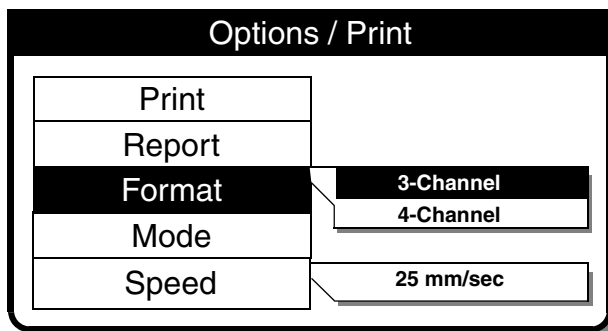 Options / Print
Print
Report
Format
3-Channel
4-Channel
Mode
Speed
25 mm/sec